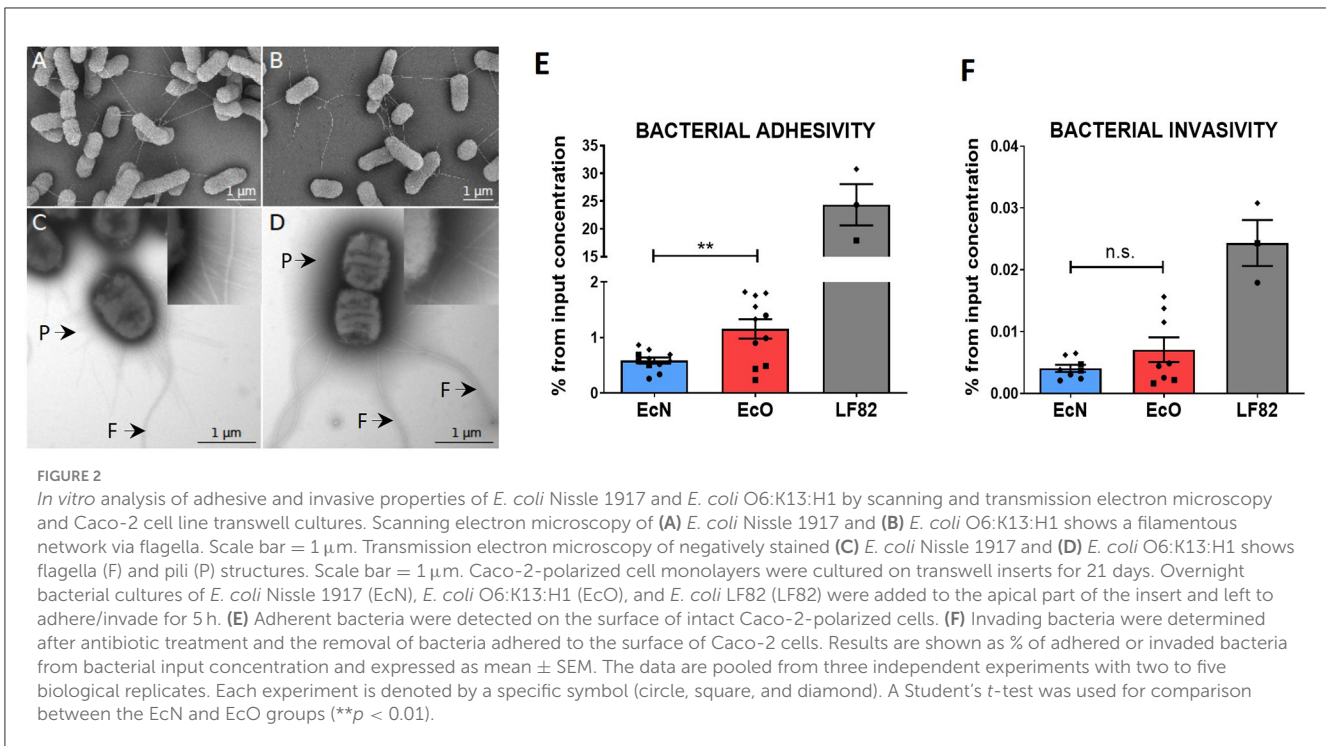 A
B
1 µm
1 µm
C
D
P
P
F
F
F
1 µm
1 µm
E
BACTERIAL ADHESIVITY
% from input concentration
35
30
25
20
15
2
1
0
**
EcN
EcO
LF82
F
BACTERIAL INVASIVITY
% from input concentration
0.04
0.03
0.02
0.01
0.00
n.s.
EcN
EcO
LF82
FIGURE 2
In vitro analysis of adhesive and invasive properties of E. coli Nissle 1917 and E. coli O6:K13:H1 by scanning and transmission electron microscopy
and Caco-2 cell line transwell cultures. Scanning electron microscopy of (A) E. coli Nissle 1917 and (B) E. coli O6:K13:H1 shows a filamentous
network via flagella. Scale bar = 1 µm. Transmission electron microscopy of negatively stained (C) E. coli Nissle 1917 and (D) E. coli O6:K13:H1 shows
flagella (F) and pili (P) structures. Scale bar = 1 µm. Caco-2-polarized cell monolayers were cultured on transwell inserts for 21 days. Overnight
bacterial cultures of E. coli Nissle 1917 (EcN), E. coli O6:K13:H1 (EcO), and E. coli LF82 (LF82) were added to the apical part of the insert and left to
adhere/invade for 5 h. (E) Adherent bacteria were detected on the surface of intact Caco-2-polarized cells. (F) Invading bacteria were determined
after antibiotic treatment and the removal of bacteria adhered to the surface of Caco-2 cells. Results are shown as % of adhered or invaded bacteria
from bacterial input concentration and expressed as mean ± SEM. The data are pooled from three independent experiments with two to five
biological replicates. Each experiment is denoted by a specific symbol (circle, square, and diamond). A Student's t-test was used for comparison
between the EcN and EcO groups (**p < 0.01).